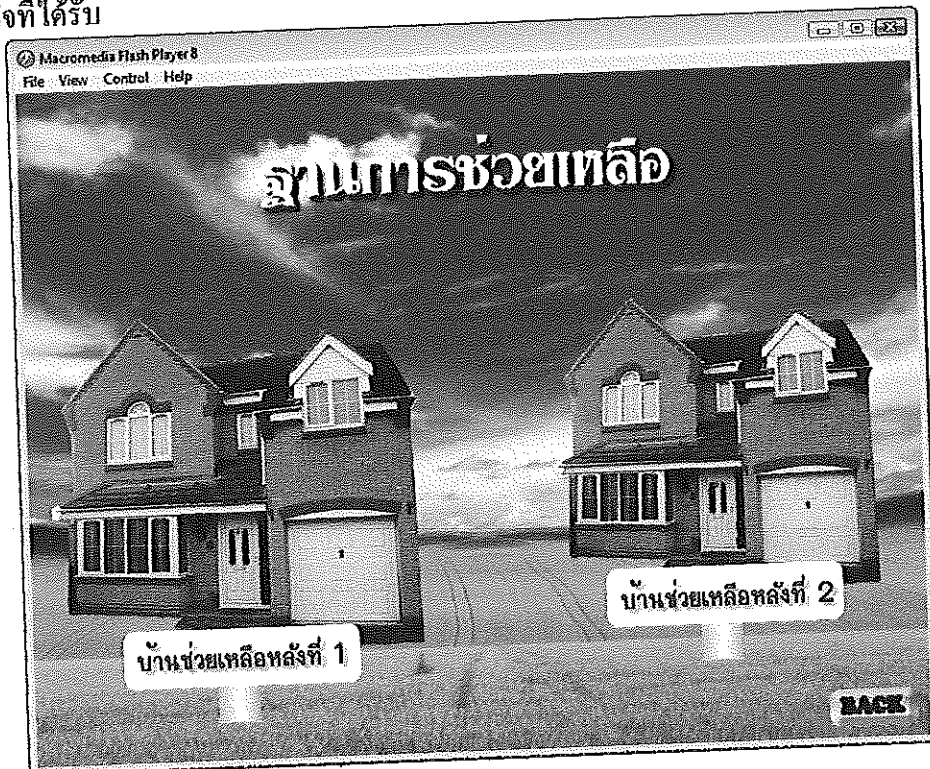 จที่ได้รับ
Macromedia Flash Player 8
File View Control Help
ฐานการช่วยเหลือ
บ้านช่วยเหลือหลังที่ 1
บ้านช่วยเหลือหลังที่ 2
BACK